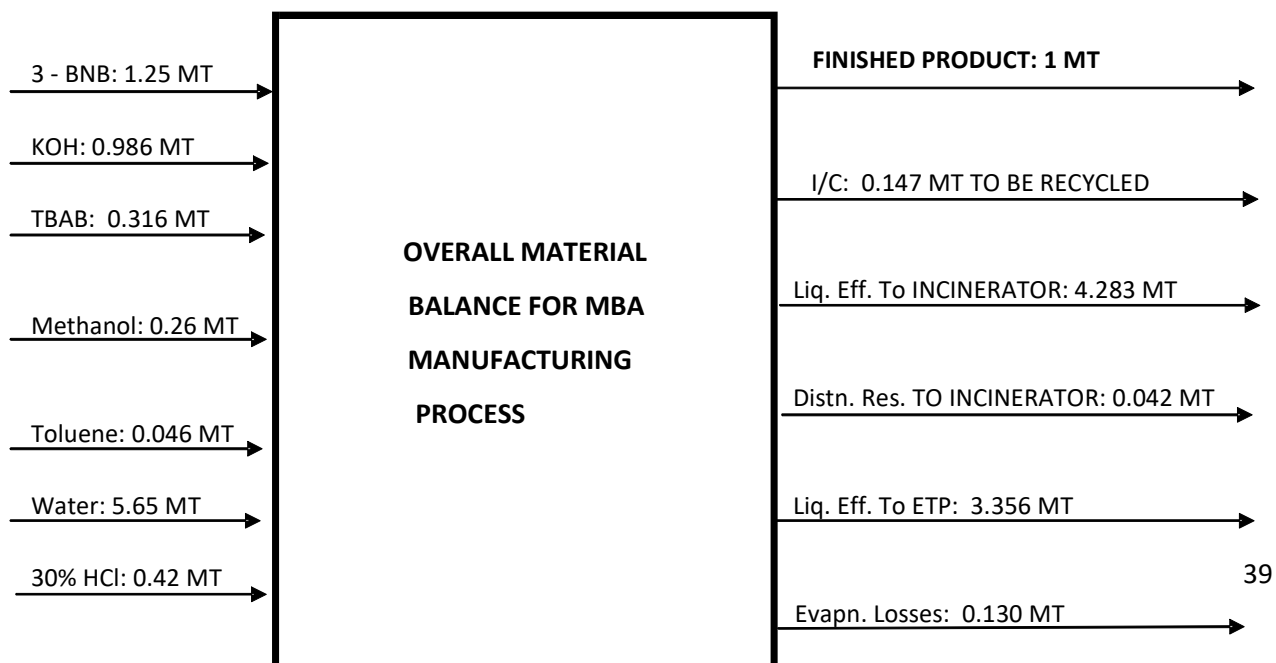 3 - BNB: 1.25 MT
KOH: 0.986 MT
TBAB: 0.316 MT
Methanol: 0.26 MT
Toluene: 0.046 MT
Water: 5.65 MT
30% HCl: 0.42 MT
OVERALL MATERIAL
BALANCE FOR MBA
MANUFACTURING
PROCESS
FINISHED PRODUCT: 1 MT
I/C: 0.147 MT TO BE RECYCLED
Liq. Eff. To INCINERATOR: 4.283 MT
Distn. Res. TO INCINERATOR: 0.042 MT
Liq. Eff. To ETP: 3.356 MT
39
Evapn. Losses: 0.130 MT